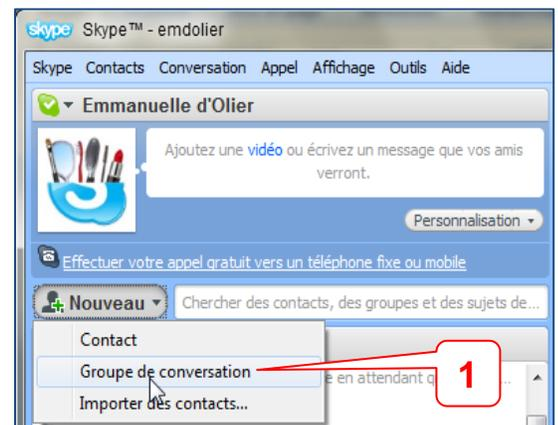 skype Skype™ - emdolier
Skype Contacts Conversation Appel Affichage Outils Aide
Emmanuelle d'Olier
Ajoutez une vidéo ou écrivez un message que vos amis
verront.
Personnalisation
Effectuer votre appel gratuit vers un téléphone fixe ou mobile
Nouveau Chercher des contacts, des groupes et des sujets de...
Contact
Groupe de conversation
e en attendant q
1
Importer des contacts...